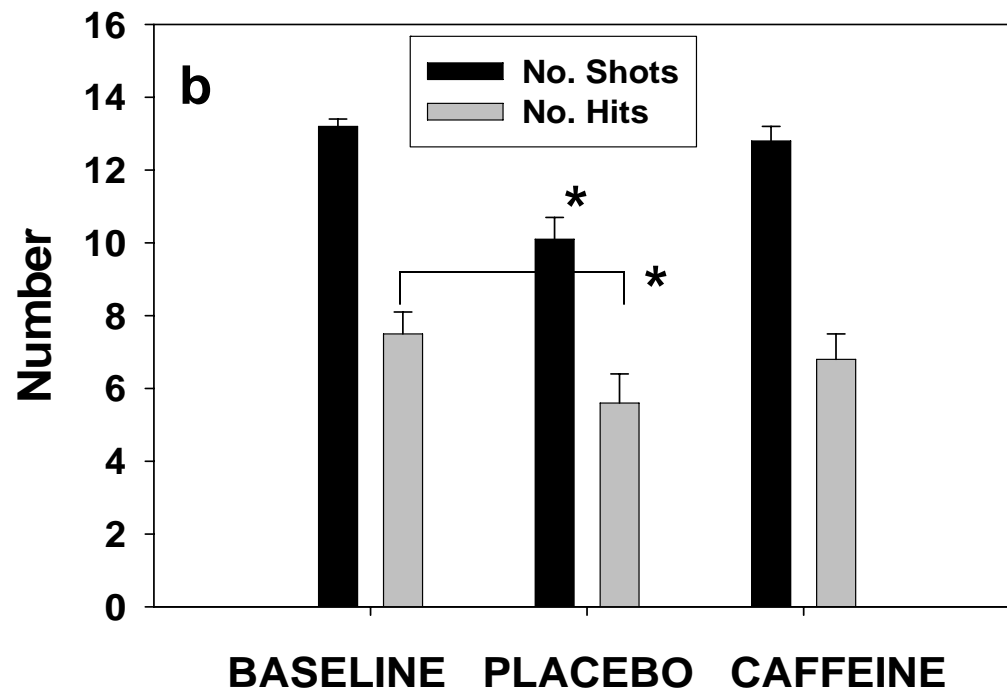 16
14
12
10
8
6
4
2
0
Number
b
No. Shots
No. Hits
*
*
BASELINE PLACEBO CAFFEINE